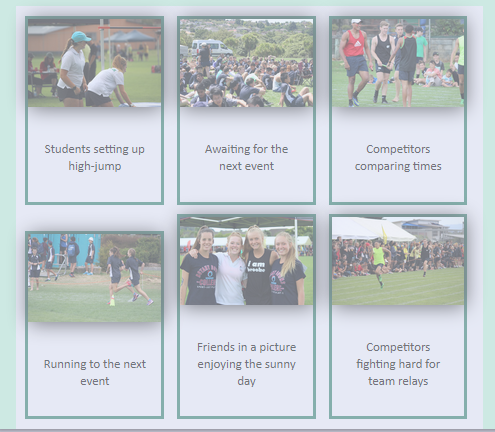 Students setting up
high-jump
Awaiting for the
next event
Competitors
comparing times
Running to the next
event
I am
Friends in a picture
enjoying the sunny
day
Competitors
fighting hard for
team relays